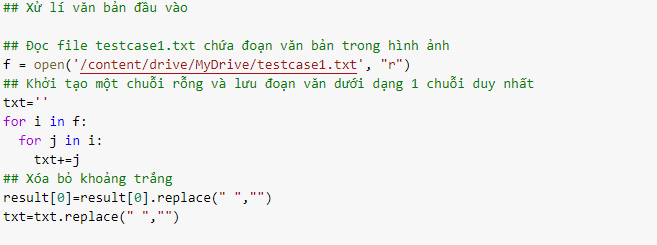 ## Xử lí văn bản đầu vào
## Đọc file testcase1.txt chứa đoạn văn bản trong hình ảnh
f = open('/content/drive/MyDrive/testcase1.txt', "r")
## Khởi tạo một chuỗi rỗng và lưu đoạn văn dưới dạng 1 chuỗi duy nhất
txt=''
for i in f:
  for j in i:
    txt+=j
## Xóa bỏ khoảng trắng
result[0]=result[0].replace(" ","")
txt=txt.replace(" ","")